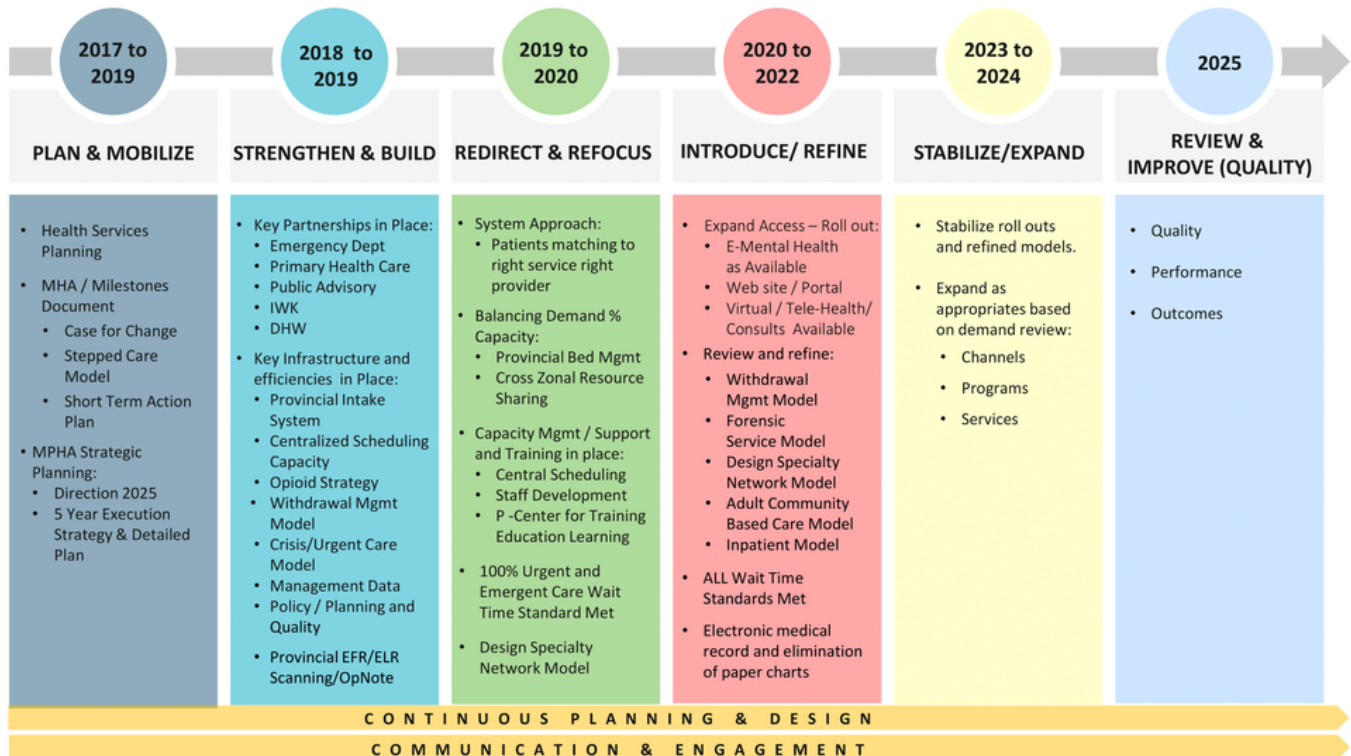 2017 to
2019
PLAN & MOBILIZE
• Health Services
Planning
• MHA / Milestones
Document
• Case for Change
• Stepped Care
Model
• Short Term Action
Plan
• MPHA Strategic
Planning:
• Direction 2025
• 5 Year Execution
Strategy & Detailed
Plan
2018 to
2019
STRENGTHEN & BUILD
• Key Partnerships in Place:
• Emergency Dept
• Primary Health Care
• Public Advisory
• IWK
• DHW
• Key Infrastructure and
efficiencies in Place:
• Provincial Intake
System
• Centralized Scheduling
Capacity
• Opioid Strategy
• Withdrawal Mgmt
Model
• Crisis/Urgent Care
Model
• Management Data
• Policy / Planning and
Quality
• Provincial EFR/ELR
Scanning/OpNote
2019 to
2020
REDIRECT & REFOCUS
• System Approach:
• Patients matching to
right service right
provider
• Balancing Demand %
Capacity:
• Provincial Bed Mgmt
• Cross Zonal Resource
Sharing
• Capacity Mgmt / Support
and Training in place:
• Central Scheduling
• Staff Development
• P -Center for Training
Education Learning
• 100% Urgent and
Emergent Care Wait
Time Standard Met
• Design Specialty
Network Model
2020 to
2022
INTRODUCE/ REFINE
• Expand Access – Roll out:
• E-Mental Health
as Available
• Web site / Portal
• Virtual / Tele-Health/
Consults Available
• Review and refine:
• Withdrawal
Mgmt Model
• Forensic
Service Model
• Design Specialty
Network Model
• Adult Community
Based Care Model
• Inpatient Model
• ALL Wait Time
Standards Met
• Electronic medical
record and elimination
of paper charts
2023 to
2024
STABILIZE/EXPAND
• Stabilize roll outs
and refined models.
• Expand as
appropriates based
on demand review:
• Channels
• Programs
• Services
2025
REVIEW &
IMPROVE (QUALITY)
• Quality
• Performance
• Outcomes
CONTINUOUS PLANNING & DESIGN
COMMUNICATION & ENGAGEMENT